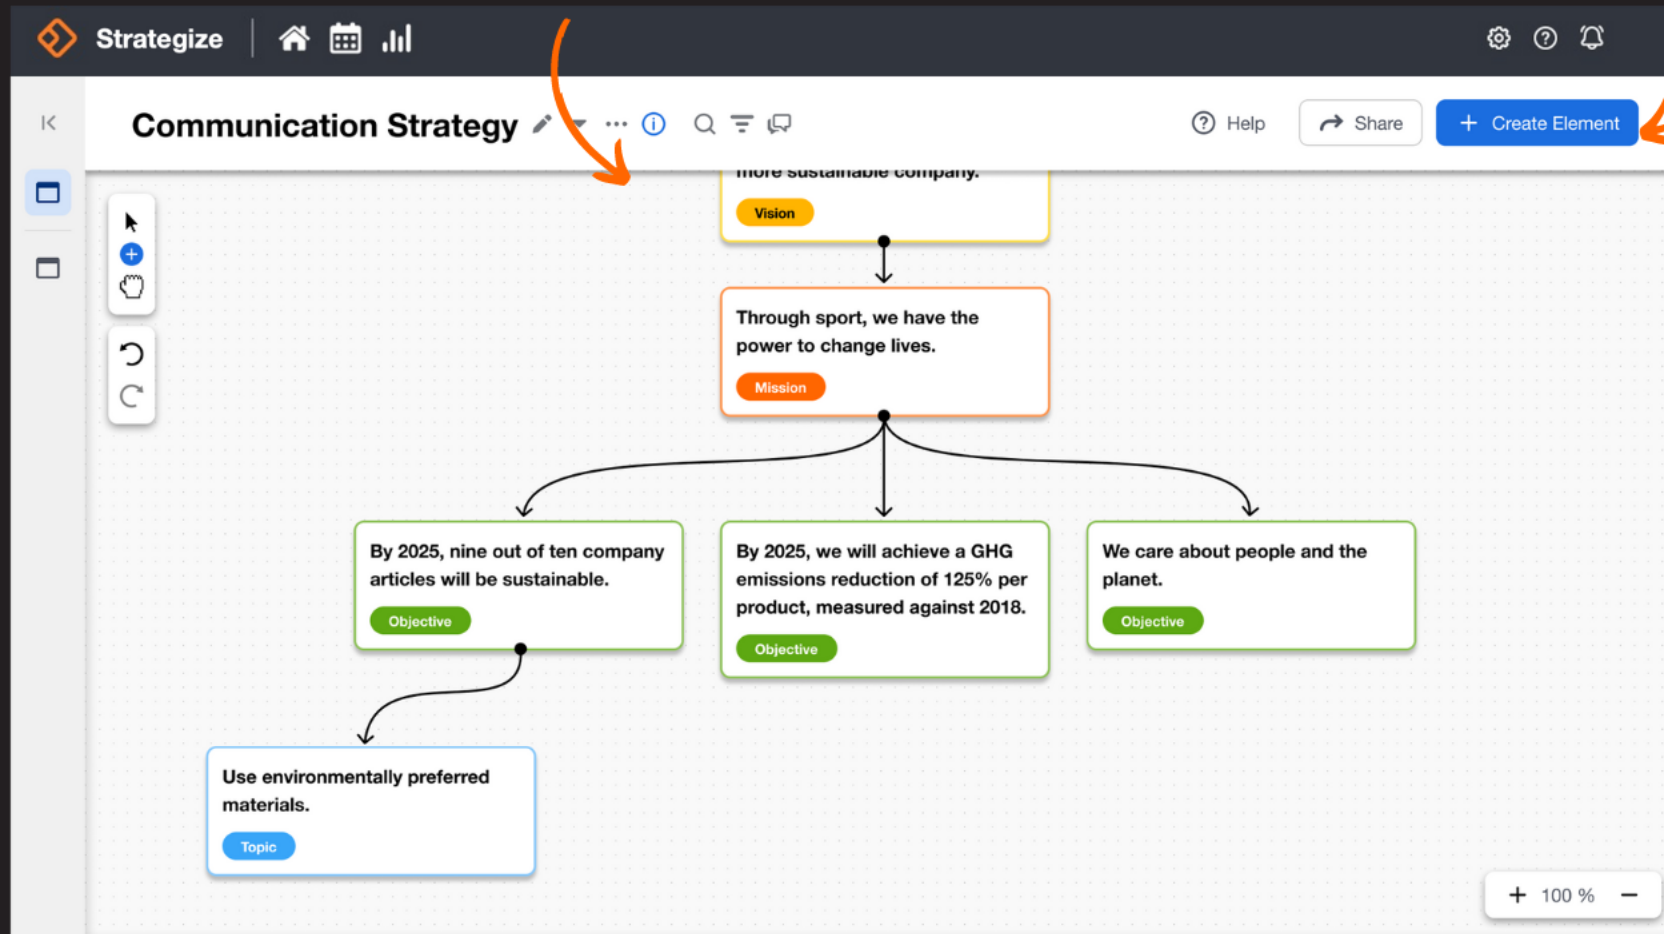 Strategize
Communication Strategy
Help
Share
+ Create Element
more sustainable company.
Vision
Through sport, we have the
power to change lives.
Mission
By 2025, nine out of ten company
articles will be sustainable.
Objective
By 2025, we will achieve a GHG
emissions reduction of 125% per
product, measured against 2018.
Objective
We care about people and the
planet.
Objective
Use environmentally preferred
materials.
Topic
+ 100 % −